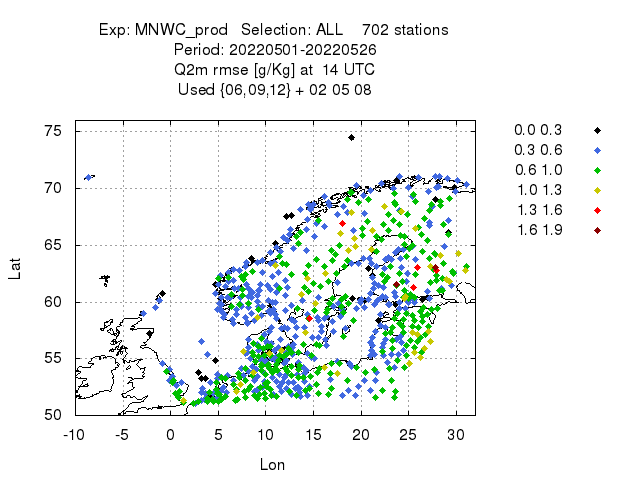 Exp: MNWC_prod   Selection: ALL    702 stations
Period: 20220501-20220526
Q2m rmse [g/Kg] at  14 UTC
Used {06,09,12} + 02 05 08
0.0 0.3
0.3 0.6
0.6 1.0
1.0 1.3
1.3 1.6
1.6 1.9
75
70
65
60
55
50
Lat
-10 -5 0 5 10 15 20 25 30
Lon